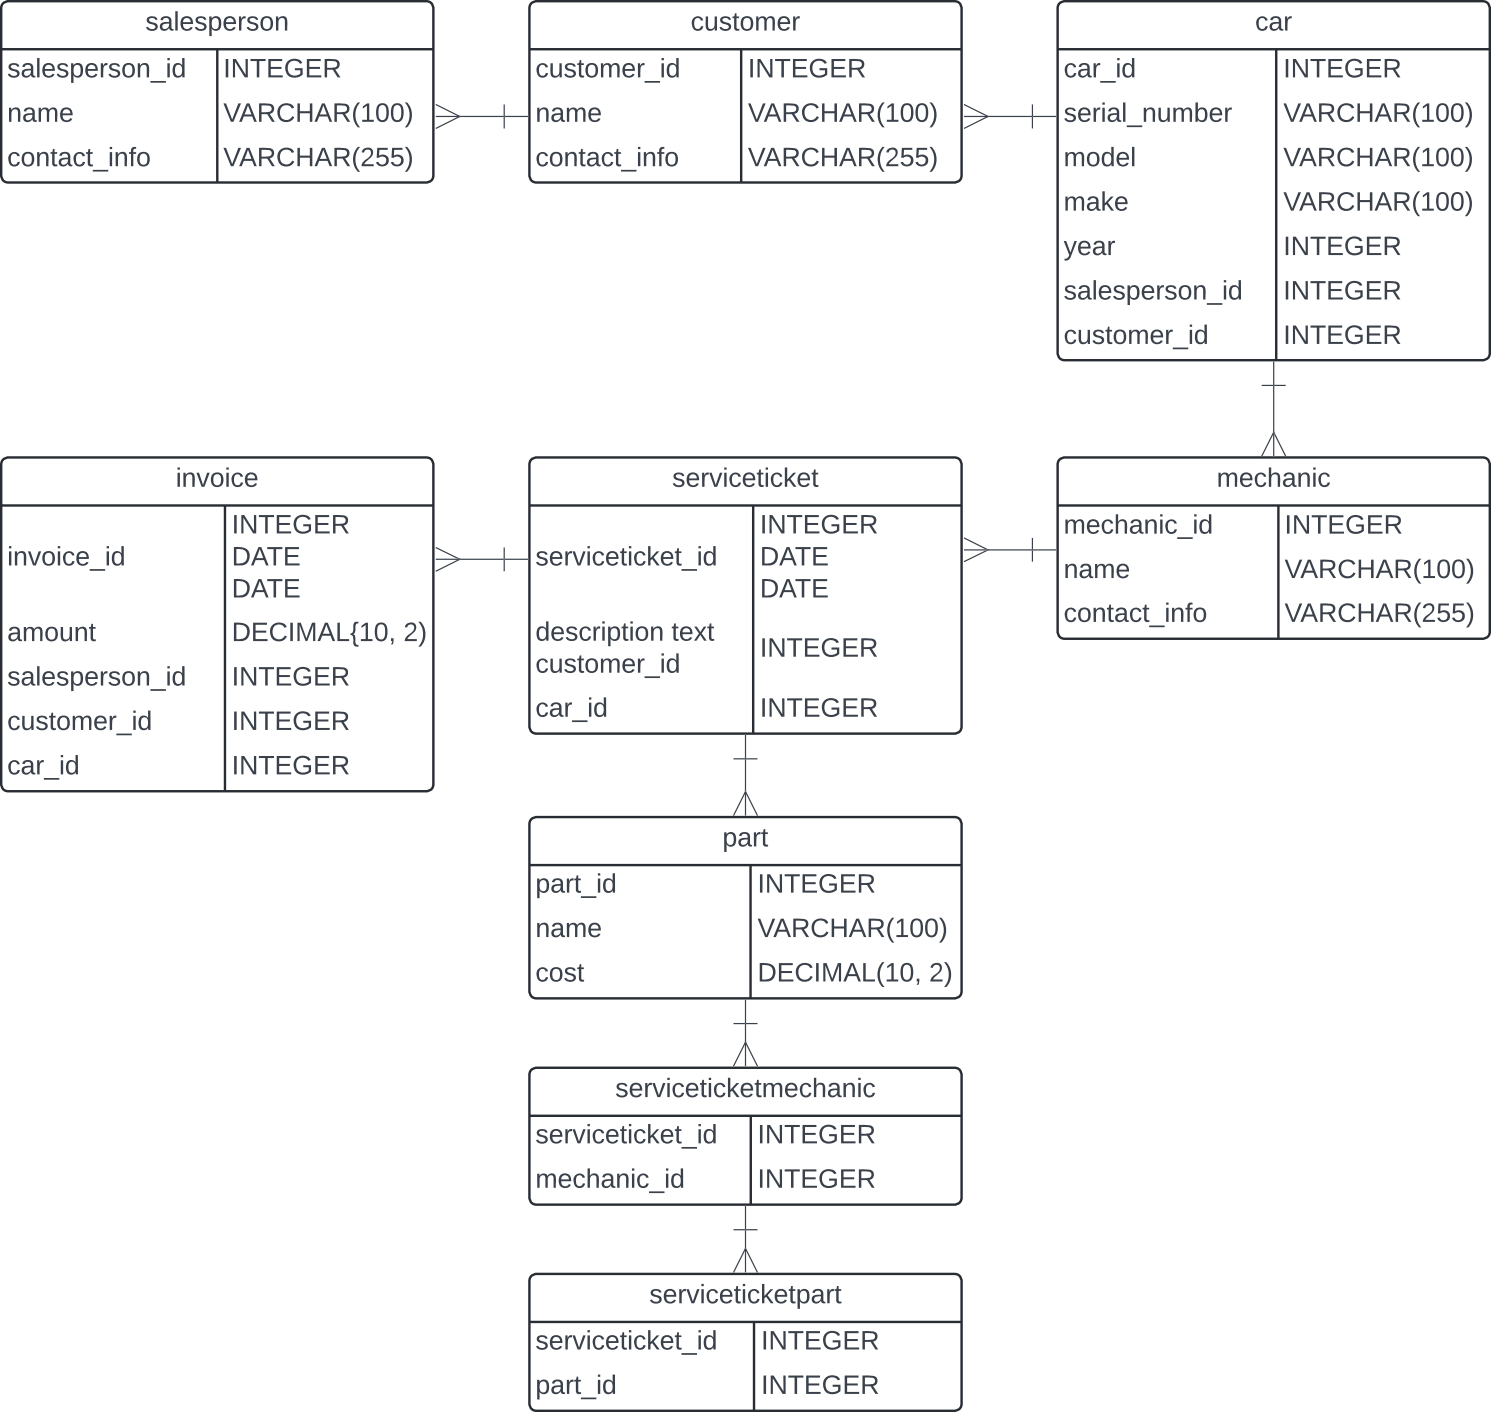 salesperson
salesperson_id INTEGER
name VARCHAR(100)
contact_info VARCHAR(255)
customer
customer_id INTEGER
name VARCHAR(100)
contact_info VARCHAR(255)
car
car_id INTEGER
serial_number VARCHAR(100)
model VARCHAR(100)
make VARCHAR(100)
year INTEGER
salesperson_id INTEGER
customer_id INTEGER
invoice
INTEGER
invoice_id DATE
DATE
amount DECIMAL{10, 2)
salesperson_id INTEGER
customer_id INTEGER
car_id INTEGER
serviceticket
INTEGER
serviceticket_id DATE
DATE
description text
customer_id
INTEGER
car_id INTEGER
mechanic
mechanic_id INTEGER
name VARCHAR(100)
contact_info VARCHAR(255)
part
part_id INTEGER
name VARCHAR(100)
cost DECIMAL(10, 2)
serviceticketmechanic
serviceticket_id INTEGER
mechanic_id INTEGER
serviceticketpart
serviceticket_id INTEGER
part_id INTEGER